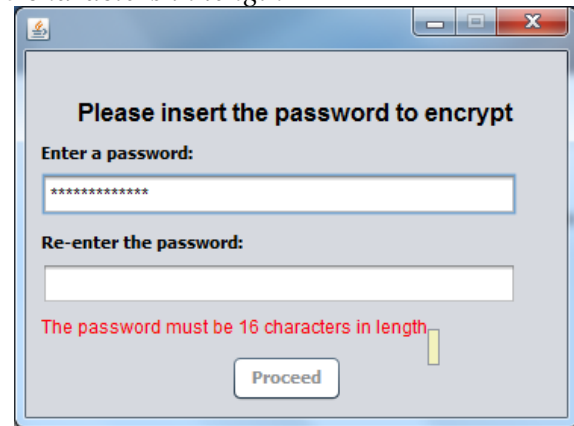 Please insert the password to encrypt
Enter a password:
*************
Re-enter the password:
The password must be 16 characters in length
Proceed